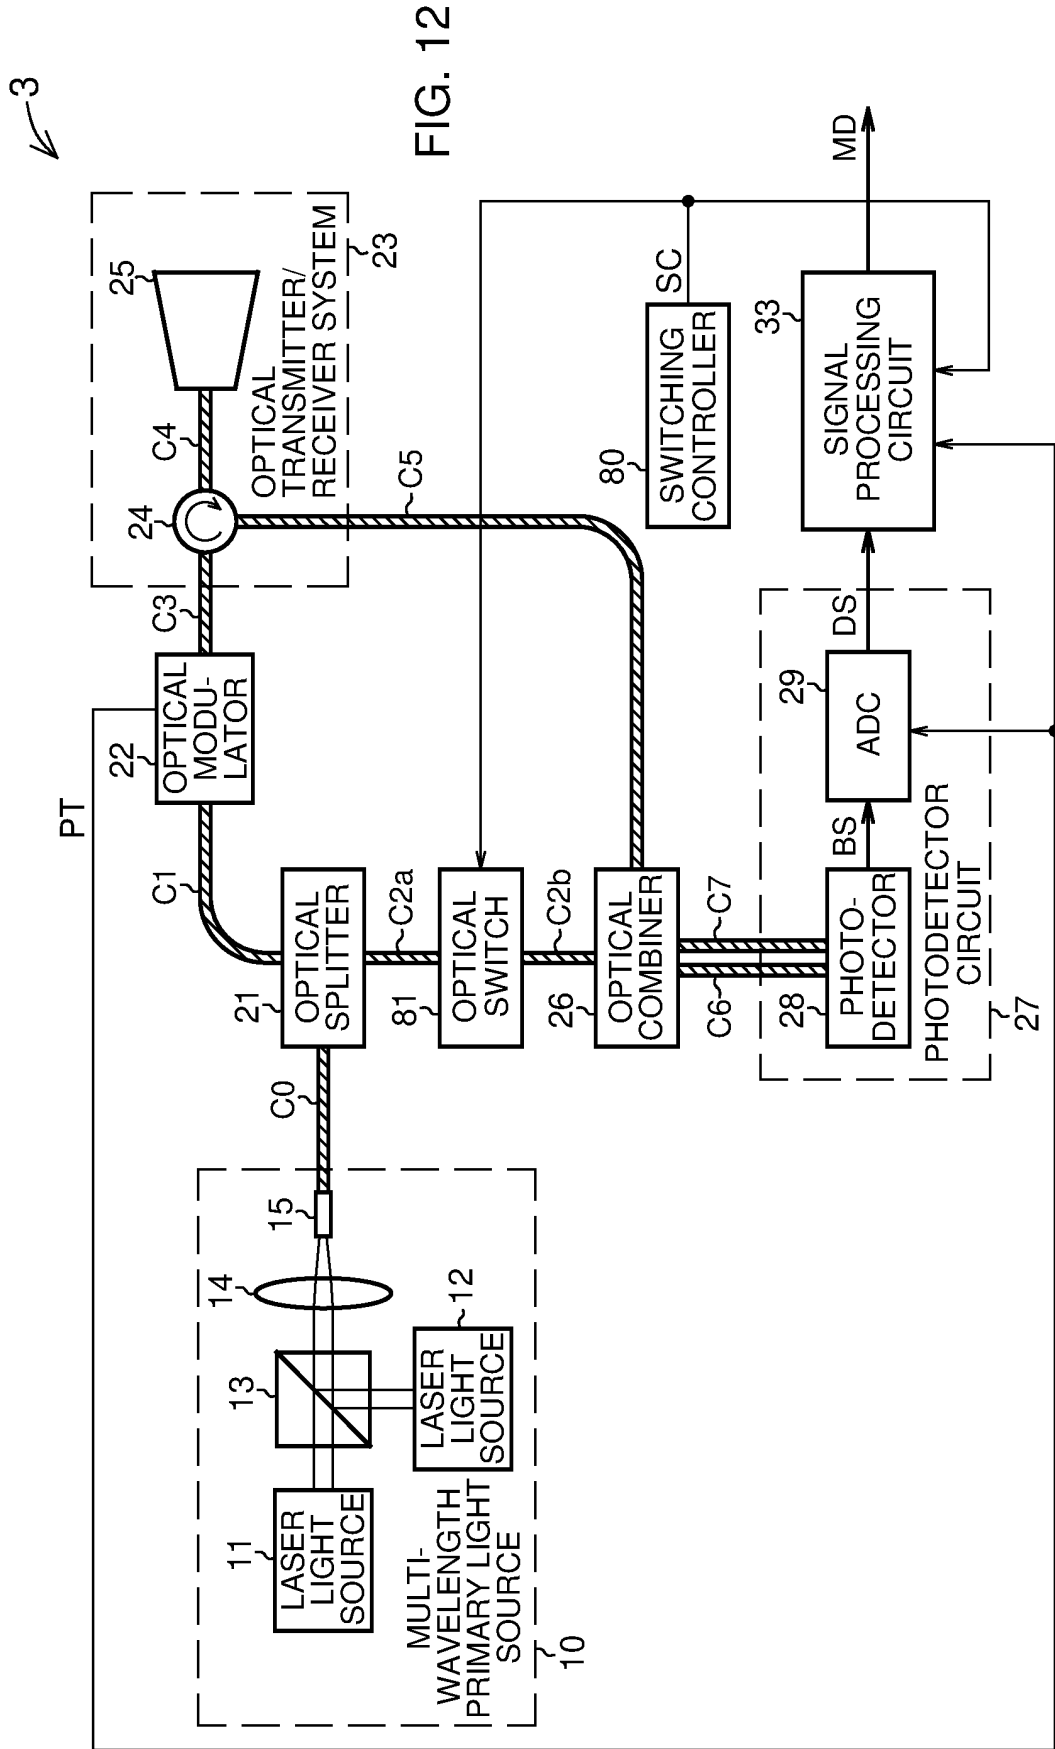 FIG. 12
3
PT
C1
22
OPTICAL
MODU-
LATOR
C3
24
C4
25
OPTICAL
TRANSMITTER/
RECEIVER SYSTEM
23
C5
11
LASER
LIGHT
SOURCE
13
14
15
12
LASER
LIGHT
SOURCE
MULTI-
WAVELENGTH
PRIMARY LIGHT
SOURCE
10
C0
21
OPTICAL
SPLITTER
C2a
81
OPTICAL
SWITCH
C2b
26
OPTICAL
COMBINER
C6
C7
28
PHOTO-
DETECTOR
BS
29
ADC
DS
PHOTODETECTOR
CIRCUIT
27
80
SWITCHING
CONTROLLER
SC
33
SIGNAL
PROCESSING
CIRCUIT
MD